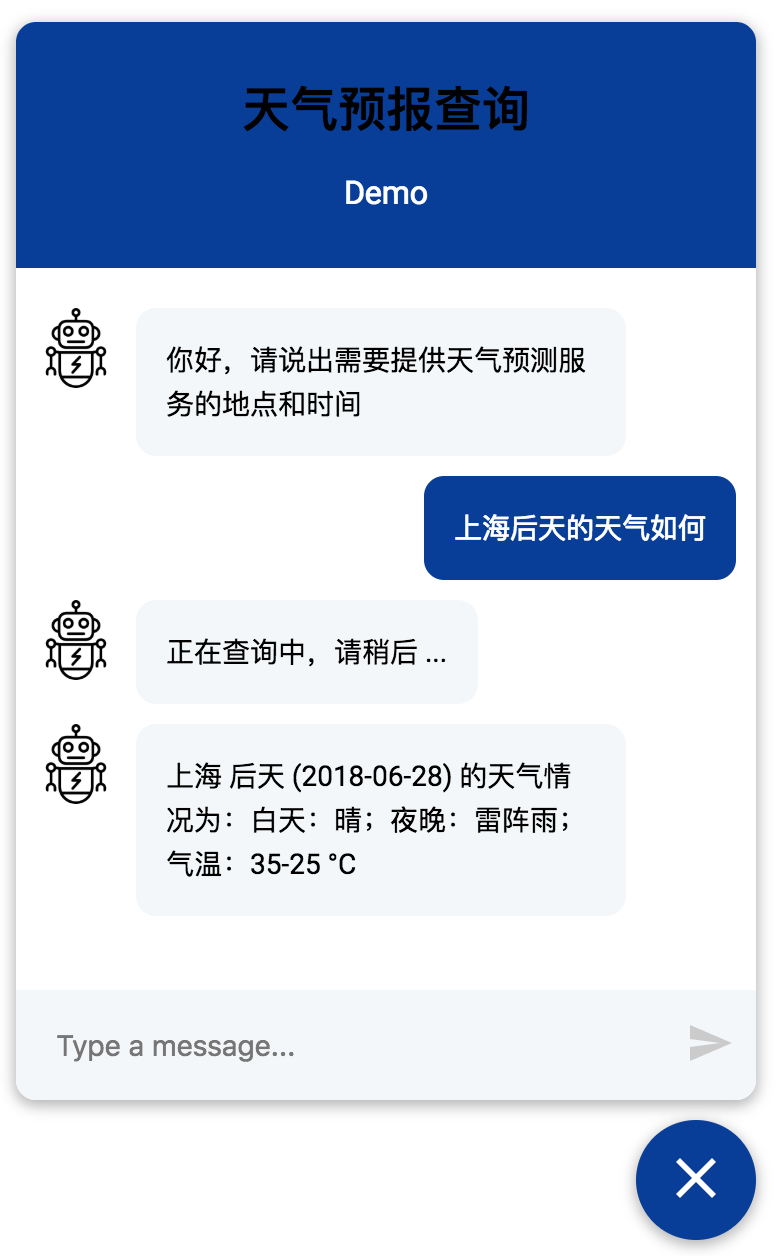 天气预报查询
Demo
你好，请说出需要提供天气预测服
务的地点和时间
上海后天的天气如何
正在查询中，请稍后 ...
上海 后天 (2018-06-28) 的天气情
况为：白天：晴；夜晚：雷阵雨；
气温：35-25 °C
Type a message...